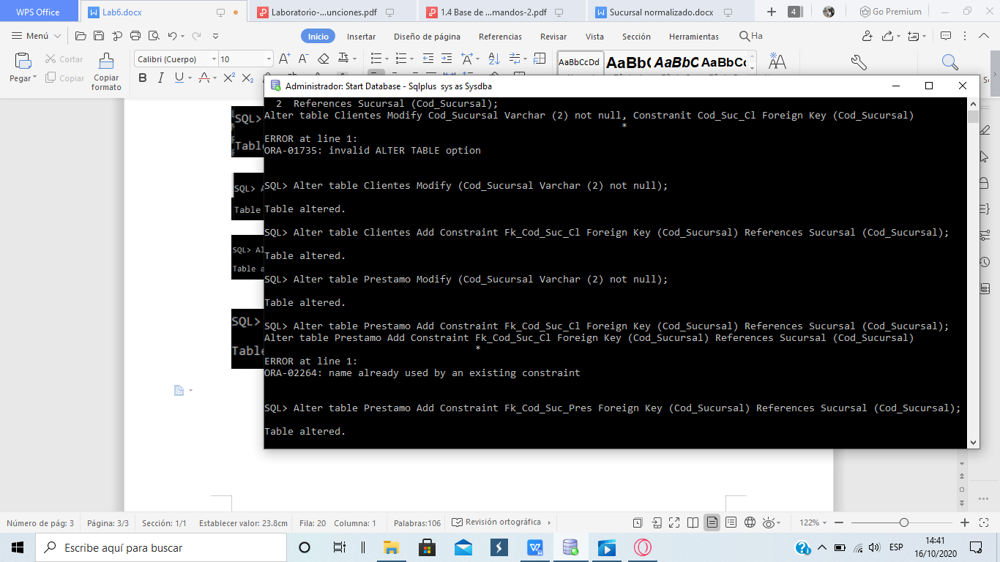 WPS Office
Lab6.docx
Laboratorio-...unciones.pdf
1.4 Base de ...mandos-2.pdf
Sucursal normalizado.docx
4
Go Premium
Menú
Inicio
Insertar
Diseño de página
Referencias
Revisar
Vista
Sección
Herramientas
Ha
Pegar
Cortar
Copiar
Copiar formato
Calibri (Cuerpo)
10
AaBbCcDd
Administrador: Start Database - Sqlplus sys as Sysdba
2 References Sucursal (Cod_Sucursal);
Alter table Clientes Modify Cod_Sucursal Varchar (2) not null, Constranit Cod_Suc_Cl Foreign Key (Cod_Sucursal)
*
ERROR at line 1:
ORA-01735: invalid ALTER TABLE option
SQL> Alter table Clientes Modify (Cod_Sucursal Varchar (2) not null);
Table altered.
SQL> Alter table Clientes Add Constraint Fk_Cod_Suc_Cl Foreign Key (Cod_Sucursal) References Sucursal (Cod_Sucursal);
Table altered.
SQL> Alter table Prestamo Modify (Cod_Sucursal Varchar (2) not null);
Table altered.
SQL> Alter table Prestamo Add Constraint Fk_Cod_Suc_Cl Foreign Key (Cod_Sucursal) References Sucursal (Cod_Sucursal);
Alter table Prestamo Add Constraint Fk_Cod_Suc_Cl Foreign Key (Cod_Sucursal) References Sucursal (Cod_Sucursal)
*
ERROR at line 1:
ORA-02264: name already used by an existing constraint
SQL> Alter table Prestamo Add Constraint Fk_Cod_Suc_Pres Foreign Key (Cod_Sucursal) References Sucursal (Cod_Sucursal);
Table altered.
SQL>
Table
SQL> A
Table
SQL> Al
Table a
SQL>
Table
Número de pág: 3
Página: 3/3
Sección: 1/1
Establecer valor: 23.8cm
Fila: 20
Columna: 1
Palabras:106
Revisión ortográfica
122%
Escribe aquí para buscar
ESP
14:41
16/10/2020